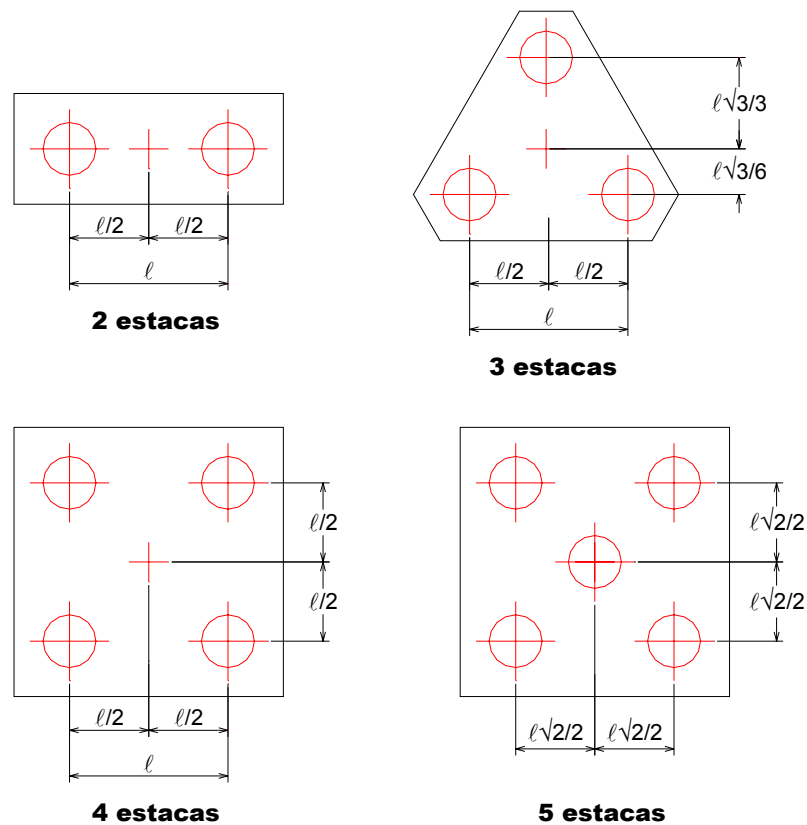 ℓ/2
ℓ/2
ℓ
2 estacas
ℓ√3/3
ℓ√3/6
ℓ/2
ℓ/2
ℓ
3 estacas
ℓ/2
ℓ/2
ℓ/2
ℓ/2
ℓ
4 estacas
ℓ√2/2
ℓ√2/2
ℓ√2/2
ℓ√2/2
5 estacas